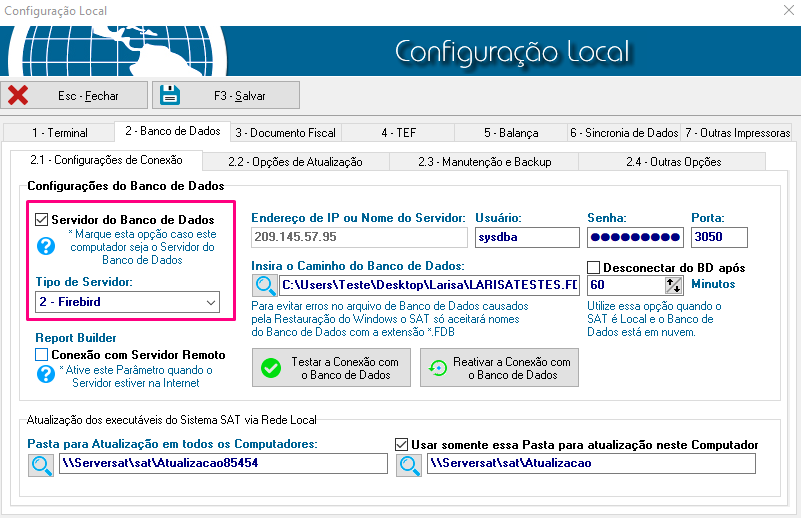 Configuração Local
Configuração Local
Esc - Fechar
F3 - Salvar
1 - Terminal
2 - Banco de Dados
3 - Documento Fiscal
4 - TEF
5 - Balança
6 - Sincronia de Dados
7 - Outras Impressoras
2.1 - Configurações de Conexão
2.2 - Opções de Atualização
2.3 - Manutenção e Backup
2.4 - Outras Opções
Configurações do Banco de Dados
Servidor do Banco de Dados
* Marque esta opção caso este
computador seja o Servidor do
Banco de Dados
Tipo de Servidor:
2 - Firebird
Report Builder
Conexão com Servidor Remoto
* Ative este Parâmetro quando o
Servidor estiver na Internet
Endereço de IP ou Nome do Servidor:
209.145.57.95
Usuário:
sysdba
Senha:
●●●●●●●●●
Porta:
3050
Insira o Caminho do Banco de Dados:
C:\Users\Teste\Desktop\Larisa\LARISATESTES.FD
Para evitar erros no arquivo de Banco de Dados causados
pela Restauração do Windows o SAT só aceitará nomes
do Banco de Dados com a extensão *.FDB
Desconectar do BD após
60
Minutos
Utilize essa opção quando o
SAT é Local e o Banco de
Dados está em nuvem.
Testar a Conexão com
o Banco de Dados
Reativar a Conexão com
o Banco de Dados
Atualização dos executáveis do Sistema SAT via Rede Local
Pasta para Atualização em todos os Computadores:
\\Serversat\sat\Atualizacao85454
Usar somente essa Pasta para atualização neste Computador
\\Serversat\sat\Atualizacao